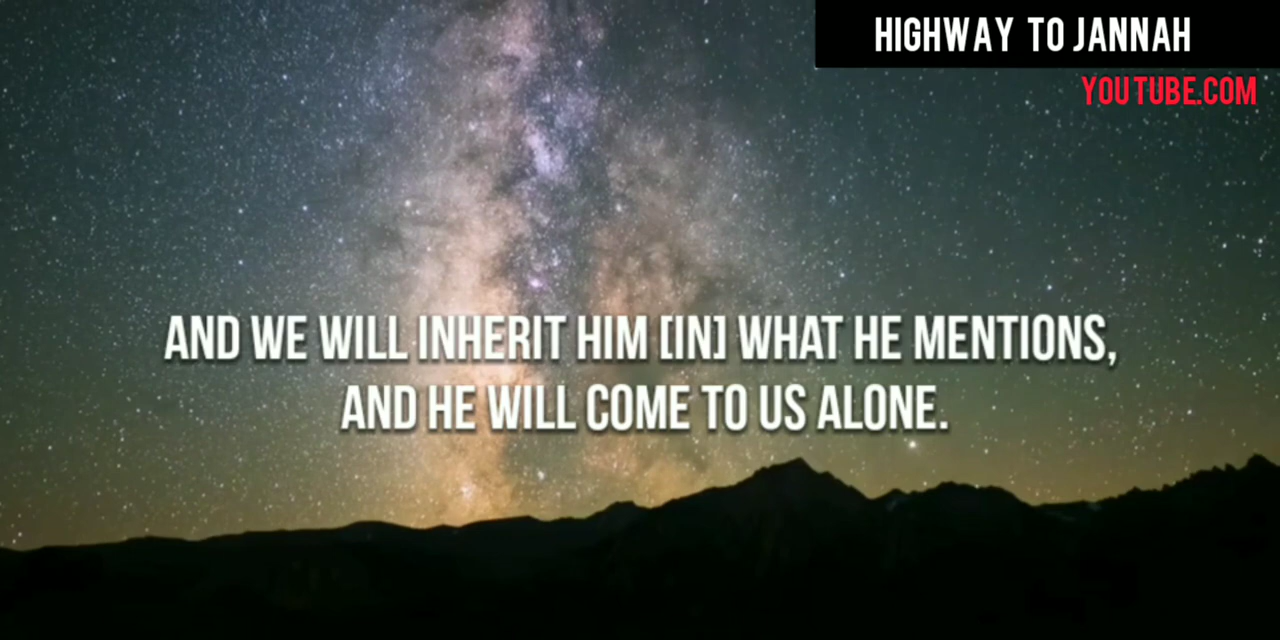 HIGHWAY TO JANNAH
YOUTUBE.COM
AND WE WILL INHERIT HIM [IN] WHAT HE MENTIONS,
AND HE WILL COME TO US ALONE.